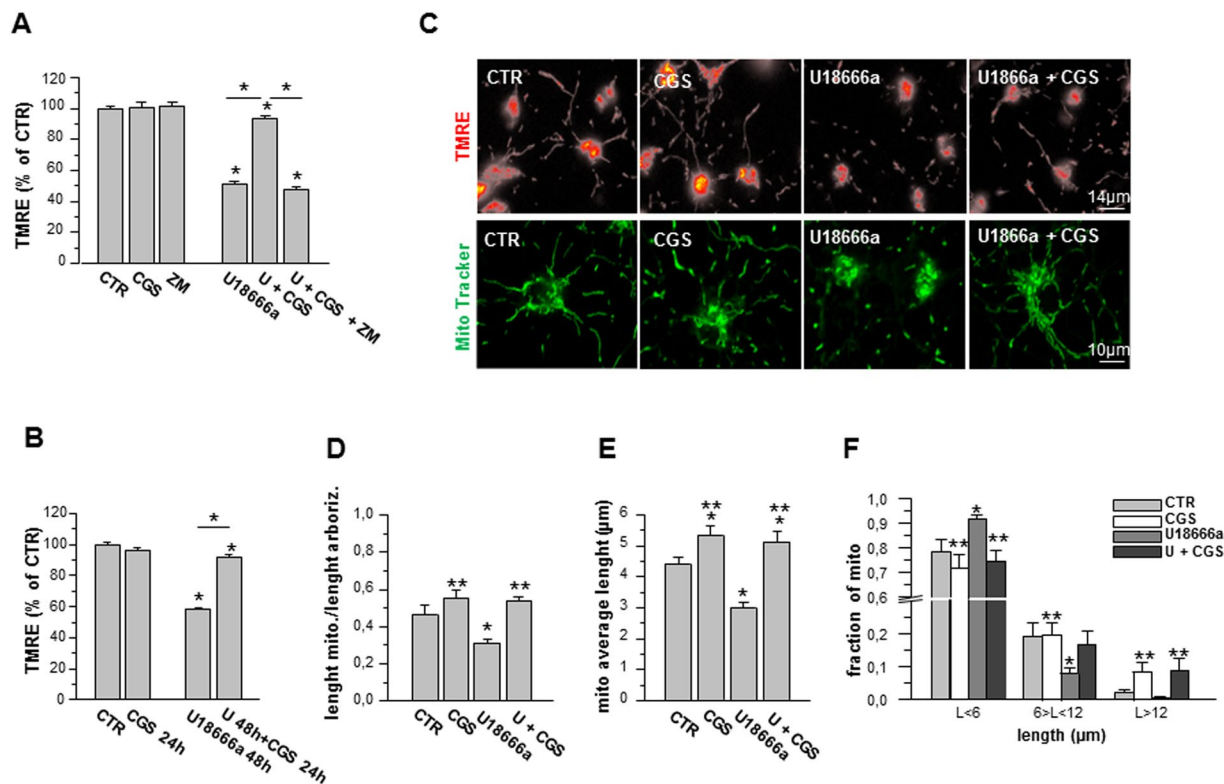 A
TMRE (% of CTR)
120
100
80
60
40
20
0
* * * * *
CTR
CGS
ZM
U18666a
U + CGS
U + CGS + ZM
C
TMRE
CTR
CGS
U18666a
U1866a + CGS
14µm
Mito Tracker
CTR
CGS
U18666a
U1866a + CGS
10µm
B
TMRE (% of CTR)
120
100
80
60
40
20
0
* * *
CTR
CGS 24h
U18666a 48h
U 48h+CGS 24h
D
lenght mito./lenght arboriz.
1,0
0,8
0,6
0,4
0,2
0,0
** * **
CTR
CGS
U18666a
U + CGS
E
mito average lenght (µm)
6
5
4
3
2
1
0
** * * ** *
CTR
CGS
U18666a
U + CGS
F
fraction of mito
1,0
0,9
0,8
0,7
0,6
0,2
0,1
0,0
** * **
** *
** **
L<6
6>L<12
L>12
length (µm)
CTR
CGS
U18666a
U + CGS